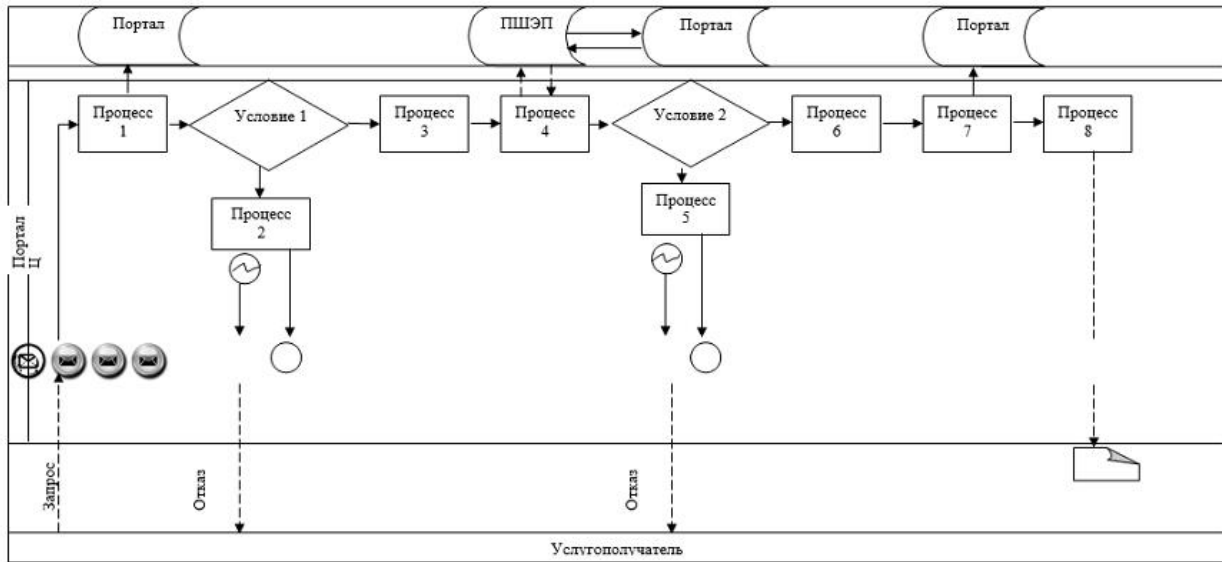 Портал
ПШЭП
Портал
Портал
Процесс
1
Условие 1
Процесс
3
Процесс
4
Условие 2
Процесс
6
Процесс
7
Процесс
8
Процесс
2
Процесс
5
Портал
Ц
Запрос
Отказ
Отказ
Услугополучатель